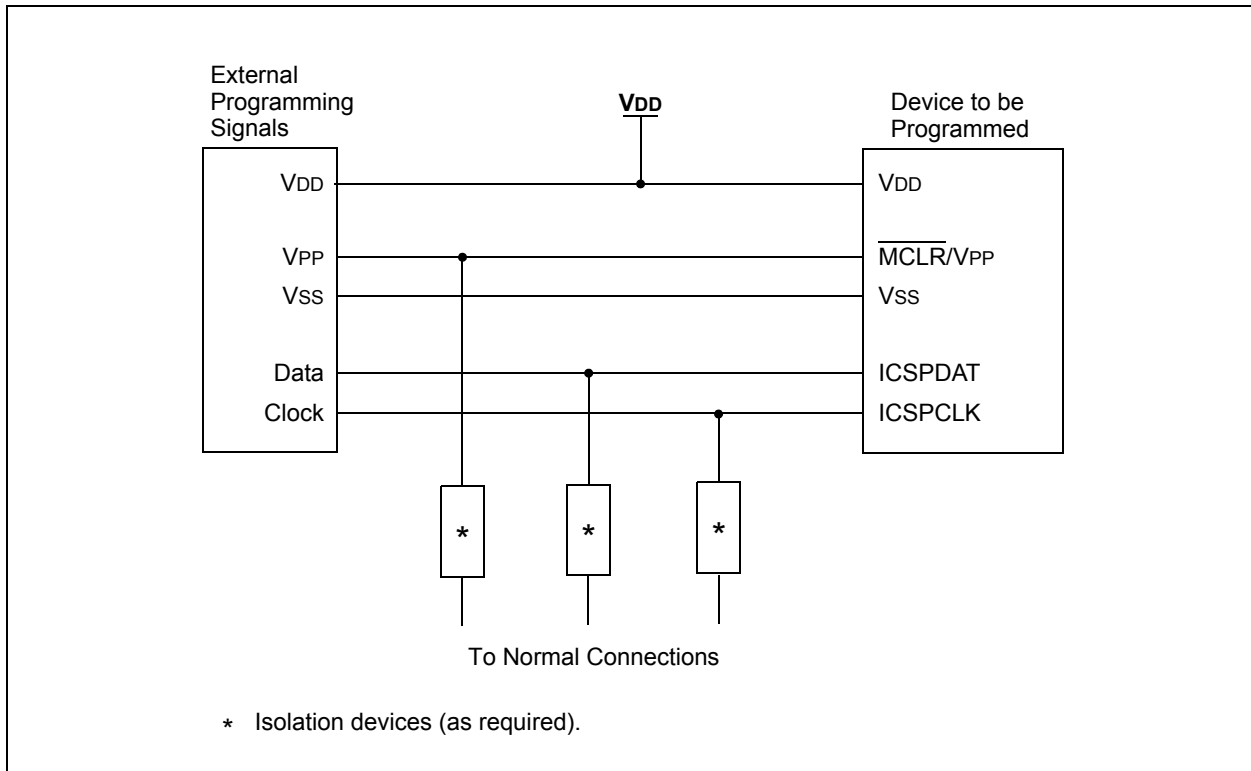 External
Programming
Signals
VDD
Device to be
Programmed
VDD
VPP
VSS
Data
Clock
VDD
MCLR/VPP
VSS
ICSPDAT
ICSPCLK
* * *
To Normal Connections
* Isolation devices (as required).